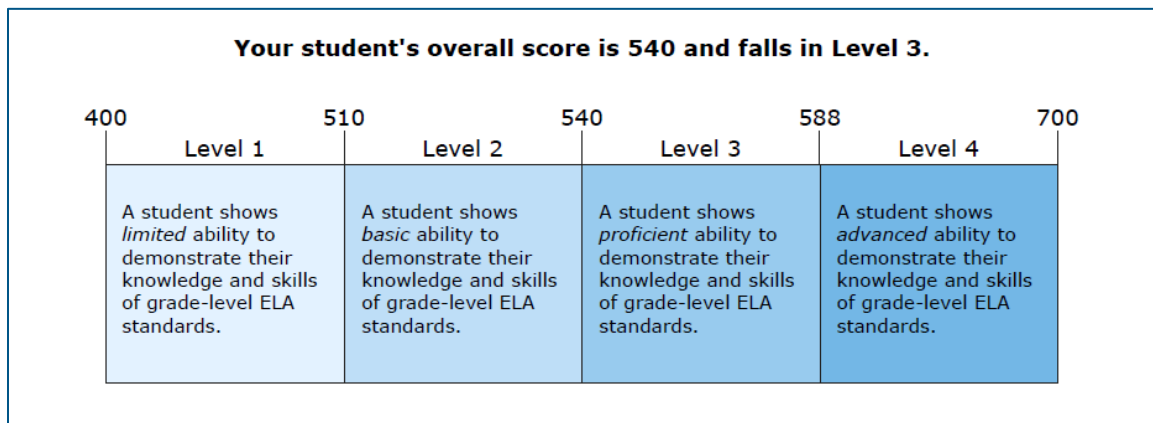 Your student's overall score is 540 and falls in Level 3.
400 510 540 588 700
Level 1 Level 2 Level 3 Level 4
A student shows
limited ability to
demonstrate their
knowledge and skills
of grade-level ELA
standards.
A student shows
basic ability to
demonstrate their
knowledge and skills
of grade-level ELA
standards.
A student shows
proficient ability to
demonstrate their
knowledge and skills
of grade-level ELA
standards.
A student shows
advanced ability to
demonstrate their
knowledge and skills
of grade-level ELA
standards.